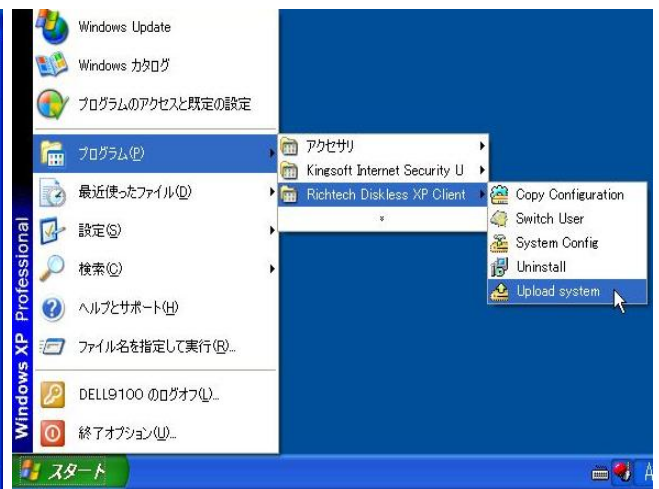 Windows Update
Windows カタログ
プログラムのアクセスと既定の設定
プログラム(P)
最近使ったファイル(D)
設定(S)
検索(C)
ヘルプとサポート(H)
ファイル名を指定して実行(R)...
DELL9100 のログオフ(L)...
終了オプション(U)...
Windows XP Professional
アクセサリ
Kingsoft Internet Security U
Richtech Diskless XP Client
Copy Configuration
Switch User
System Config
Uninstall
Upload system
スタート
A